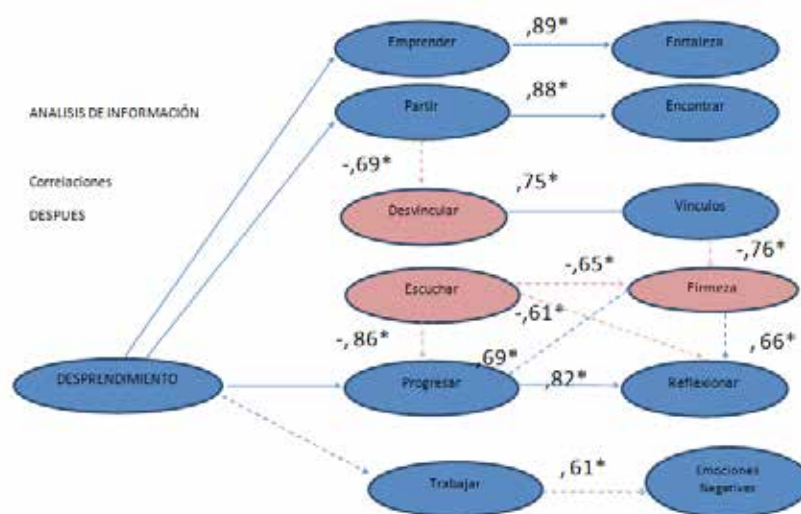 Emprender
,89*
Fortaleza
ANALISIS DE INFORMACIÓN
Partir
,88*
Encontrar
-,69*
Correlaciones
DESPUES
Desvincular
,75*
Vínculos
-,76*
Escuchar
-,65*
Firmeza
-,61*
-,86*
,69*
,66*
DESPRENDIMIENTO
Progresar
,82*
Reflexionar
Trabajar
,61*
Emociones
Negativas